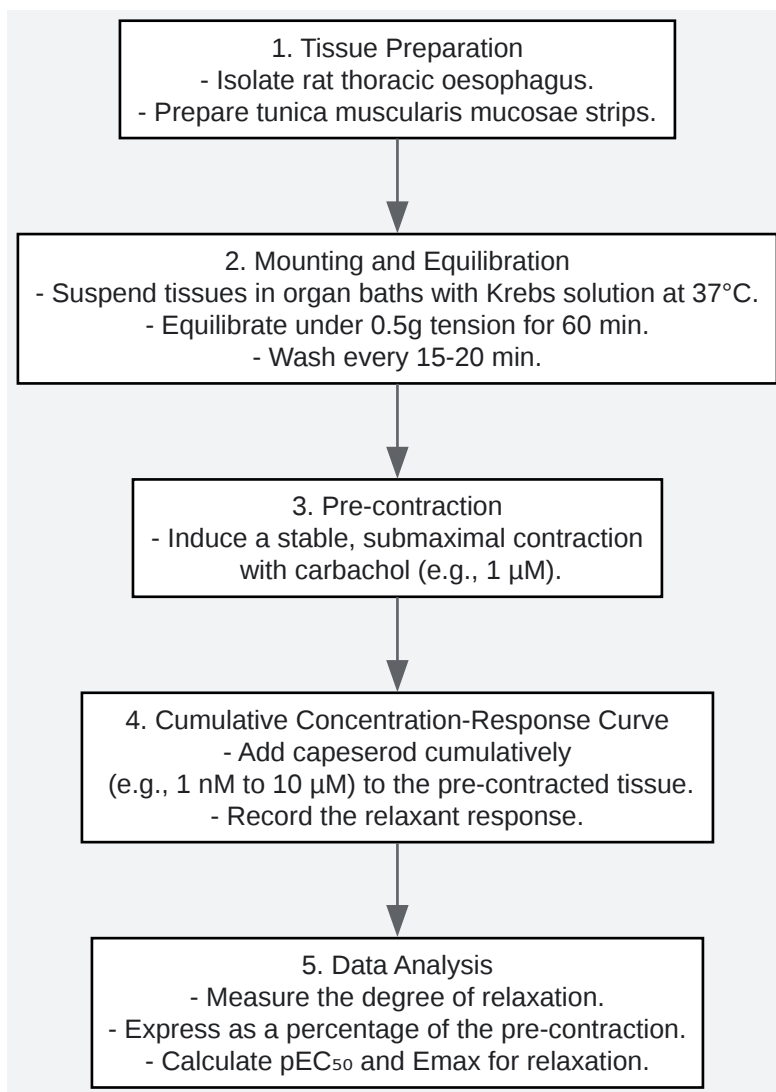 1. Tissue Preparation
- Isolate rat thoracic oesophagus.
- Prepare tunica muscularis mucosae strips.
2. Mounting and Equilibration
- Suspend tissues in organ baths with Krebs solution at 37°C.
- Equilibrate under 0.5g tension for 60 min.
- Wash every 15-20 min.
3. Pre-contraction
- Induce a stable, submaximal contraction
with carbachol (e.g., 1 µM).
4. Cumulative Concentration-Response Curve
- Add capeserod cumulatively
(e.g., 1 nM to 10 µM) to the pre-contracted tissue.
- Record the relaxant response.
5. Data Analysis
- Measure the degree of relaxation.
- Express as a percentage of the pre-contraction.
- Calculate pEC₅₀ and Emax for relaxation.